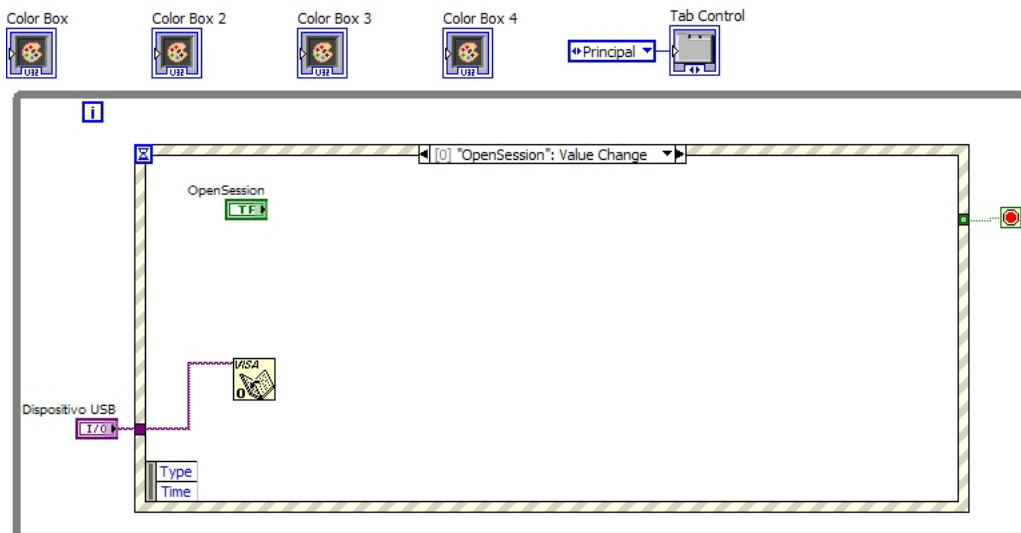 Color Box
Color Box 2
Color Box 3
Color Box 4
Tab Control
U32
U32
U32
U32
Principal
i
[0] "OpenSession": Value Change
OpenSession
TF
VISA
O
Dispositivo USB
I/O
Type
Time